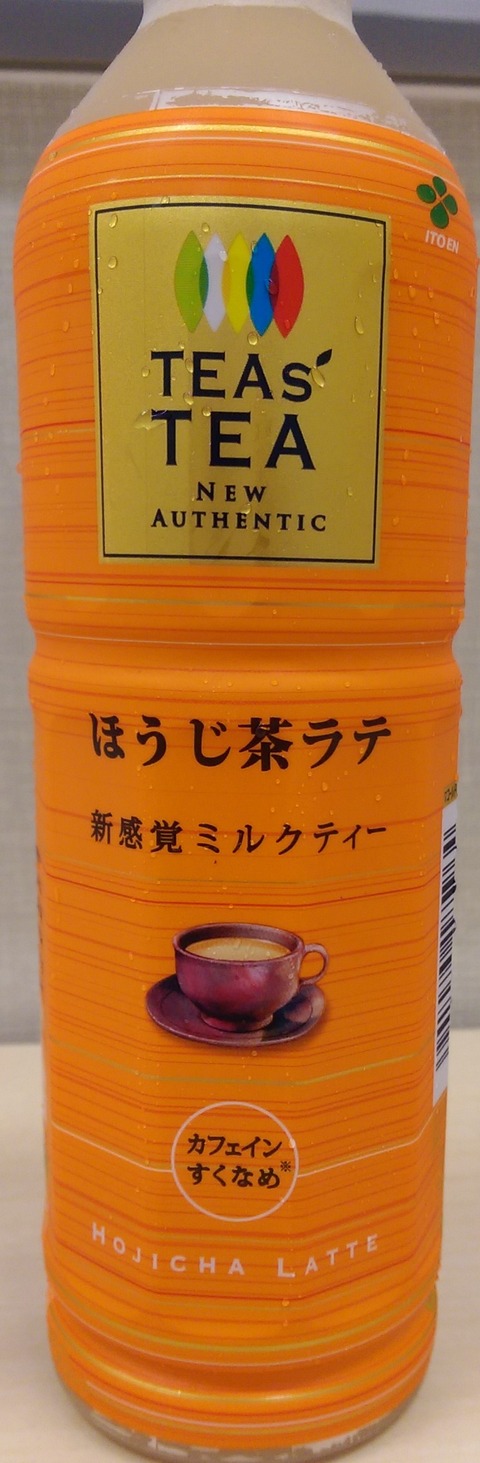 ITO EN
TEAs'
TEA
NEW
AUTHENTIC
ほうじ茶ラテ
新感覚ミルクティー
カフェイン
すくなめ※
HOJICHA LATTE